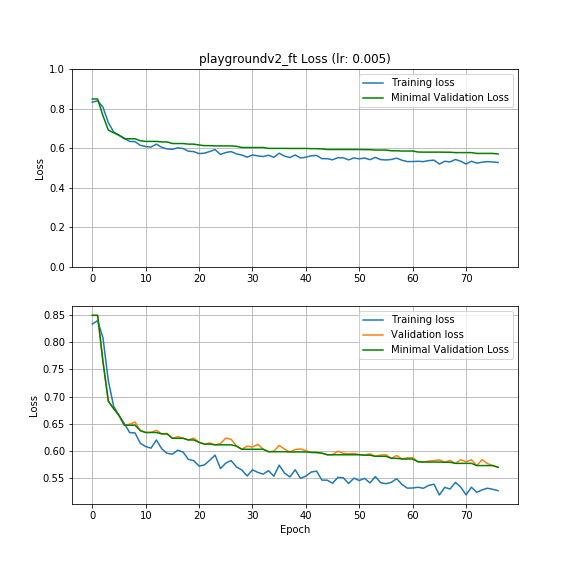 playgroundv2_ft Loss (lr: 0.005)
1.0
0.8
0.6
0.4
0.2
0.0
Loss
Training loss
Minimal Validation Loss
0 10 20 30 40 50 60 70
0.85
0.80
0.75
0.70
0.65
0.60
0.55
Loss
Training loss
Validation loss
Minimal Validation Loss
0 10 20 30 40 50 60 70
Epoch